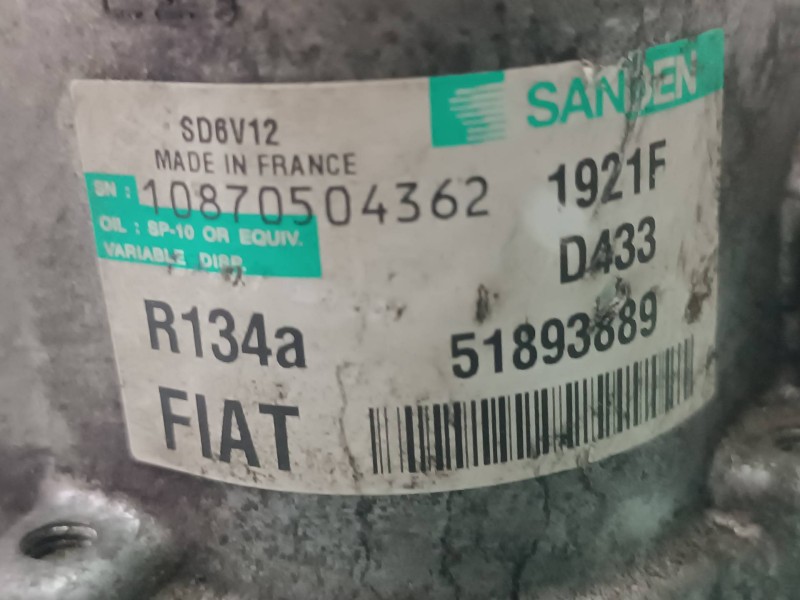 SANDEN
SD6V12
MADE IN FRANCE
1921F
SN : 10870504362
OIL : SP-10 OR EQUIV.
D433
VARIABLE DISP.
R134a
51893889
FIAT